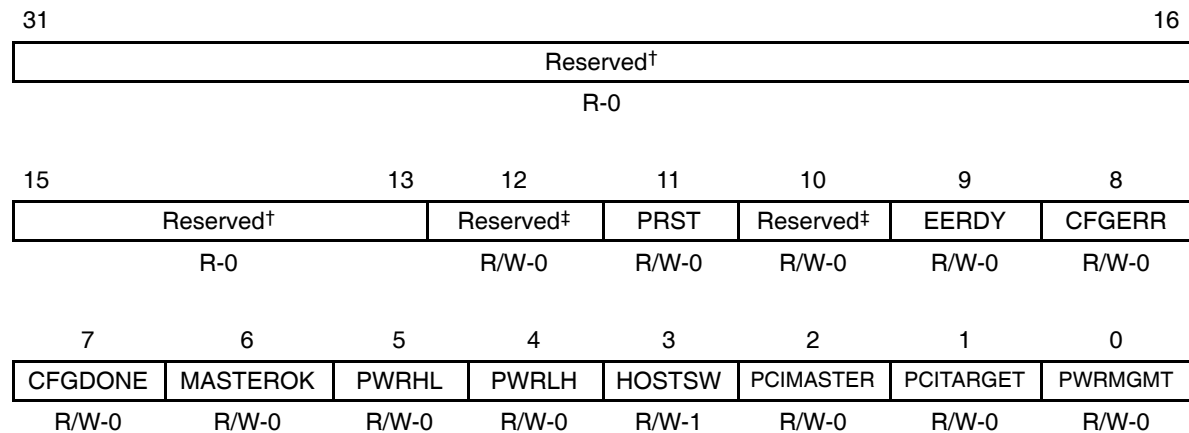 31 16
Reserved†
R-0
15 13 12 11 10 9 8
Reserved† Reserved‡ PRST Reserved‡ EERDY CFGERR
R-0 R/W-0 R/W-0 R/W-0 R/W-0 R/W-0
7 6 5 4 3 2 1 0
CFGDONE MASTEROK PWRHL PWRLH HOSTSW PCIMASTER PCITARGET PWRMGMT
R/W-0 R/W-0 R/W-0 R/W-0 R/W-1 R/W-0 R/W-0 R/W-0